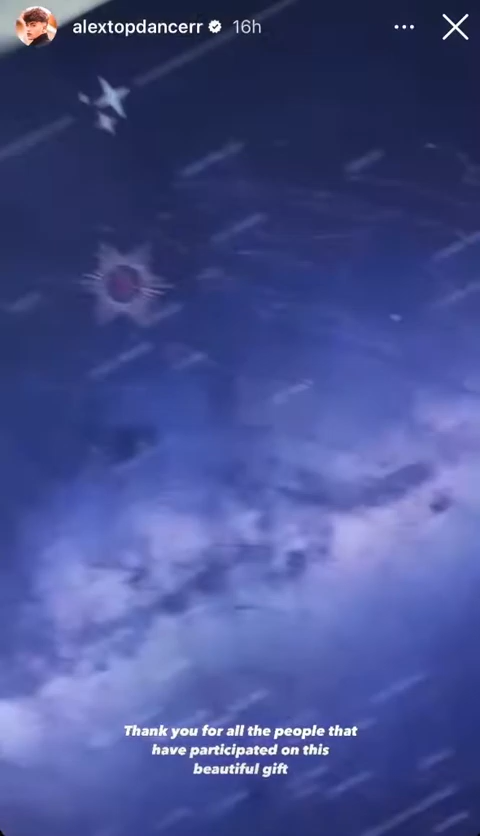 alextopdancerr 16h
Thank you for all the people that
have participated on this
beautiful gift